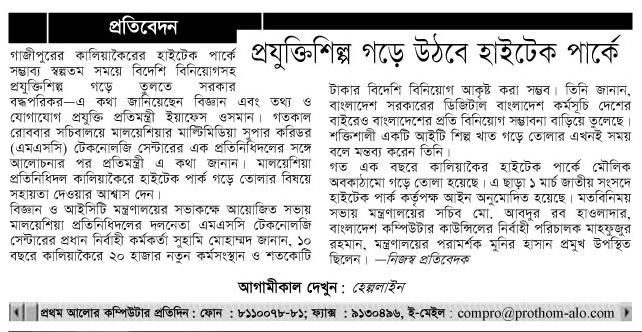 প্রতিবেদন
প্রযুক্তিশিল্প গড়ে উঠবে হাইটেক পার্কে
গাজীপুরের কালিয়াকৈরের হাইটেক পার্কে
সম্ভাব্য স্বল্পতম সময়ে বিদেশি বিনিয়োগসহ
প্রযুক্তিশিল্প গড়ে তুলতে সরকার
বদ্ধপরিকর—এ কথা জানিয়েছেন বিজ্ঞান এবং তথ্য ও
যোগাযোগ প্রযুক্তি প্রতিমন্ত্রী ইয়াফেস ওসমান। গতকাল
রোববার সচিবালয়ে মালয়েশিয়ার মাল্টিমিডিয়া সুপার করিডর
(এমএসসি) টেকনোলজি সেন্টারের এক প্রতিনিধিদলের সঙ্গে
আলোচনার পর প্রতিমন্ত্রী এ কথা জানান। মালয়েশিয়া
প্রতিনিধিদল কালিয়াকৈরে হাইটেক পার্ক গড়ে তোলার বিষয়ে
সহায়তা দেওয়ার আশ্বাস দেন।
বিজ্ঞান ও আইসিটি মন্ত্রণালয়ের সভাকক্ষে আয়োজিত সভায়
মালয়েশিয়া প্রতিনিধিদলের দলনেতা এমএসসি টেকনোলজি
সেন্টারের প্রধান নির্বাহী কর্মকর্তা সুহামি মোহাম্মদ জানান, ১০
বছরে কালিয়াকৈরে ২০ হাজার নতুন কর্মসংস্থান ও শতকোটি
টাকার বিদেশি বিনিয়োগ আকৃষ্ট করা সম্ভব। তিনি জানান,
বাংলাদেশ সরকারের ডিজিটাল বাংলাদেশ কর্মসূচি দেশের
বাইরেও বাংলাদেশের প্রতি বিনিয়োগ সম্ভাবনা বাড়িয়ে তুলেছে।
শক্তিশালী একটি আইটি শিল্প খাত গড়ে তোলার এখনই সময়
বলে মন্তব্য করেন তিনি।
গত এক বছরে কালিয়াকৈর হাইটেক পার্কে মৌলিক
অবকাঠামো গড়ে তোলা হয়েছে। এ ছাড়া ১ মার্চ জাতীয় সংসদে
হাইটেক পার্ক কর্তৃপক্ষ আইন অনুমোদিত হয়েছে। মতবিনিময়
সভায় মন্ত্রণালয়ের সচিব মো. আবদুর রব হাওলাদার,
বাংলাদেশ কম্পিউটার কাউন্সিলের নির্বাহী পরিচালক মাহফুজুর
রহমান, মন্ত্রণালয়ের পরামর্শক মুনির হাসান প্রমুখ উপস্থিত
ছিলেন। —নিজস্ব প্রতিবেদক
আগামীকাল দেখুন : হেল্পলাইন
প্রথম আলোর কম্পিউটার প্রতিদিন : ফোন : ৮১১০০৭৮-৮১; ফ্যাক্স : ৯১৩০৪৯৬, ই-মেইল : compro@prothom-alo.com